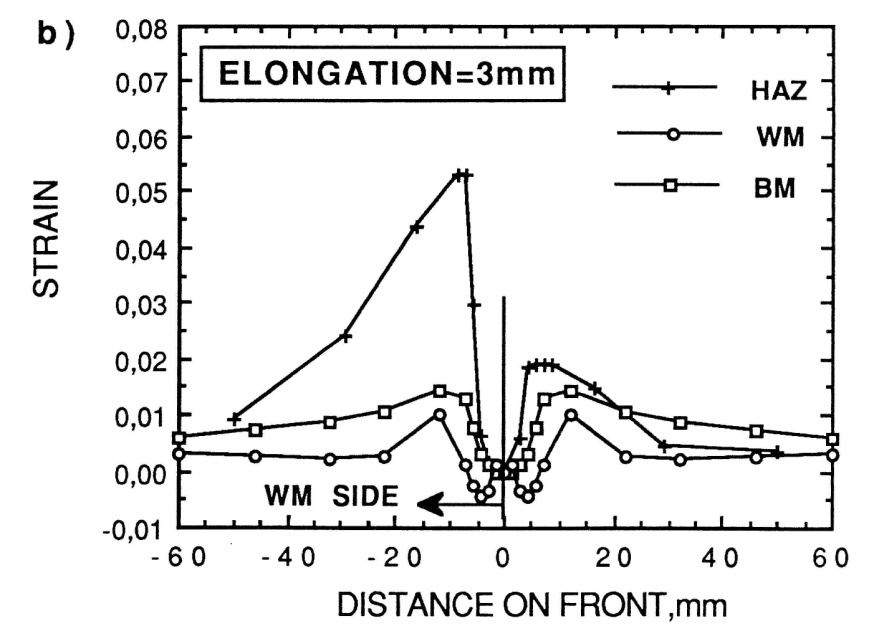 b)
ELONGATION=3mm
HAZ
WM
BM
STRAIN
0,08
0,07
0,06
0,05
0,04
0,03
0,02
0,01
0,00
-0,01
WM SIDE
-60 -40 -20 0 20 40 60
DISTANCE ON FRONT,mm